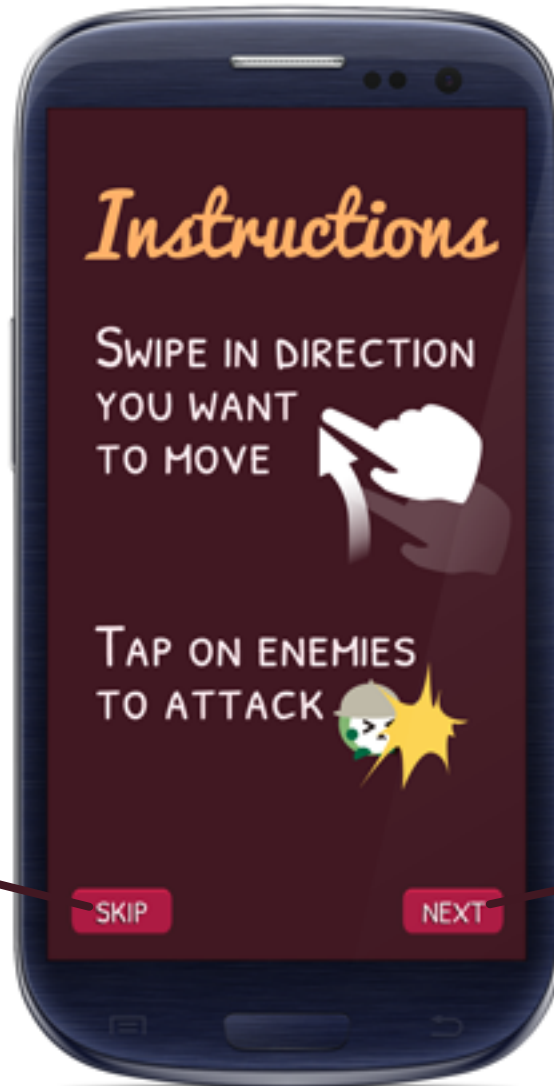 Instructions
SWIPE IN DIRECTION
YOU WANT
TO MOVE
TAP ON ENEMIES
TO ATTACK
SKIP
NEXT